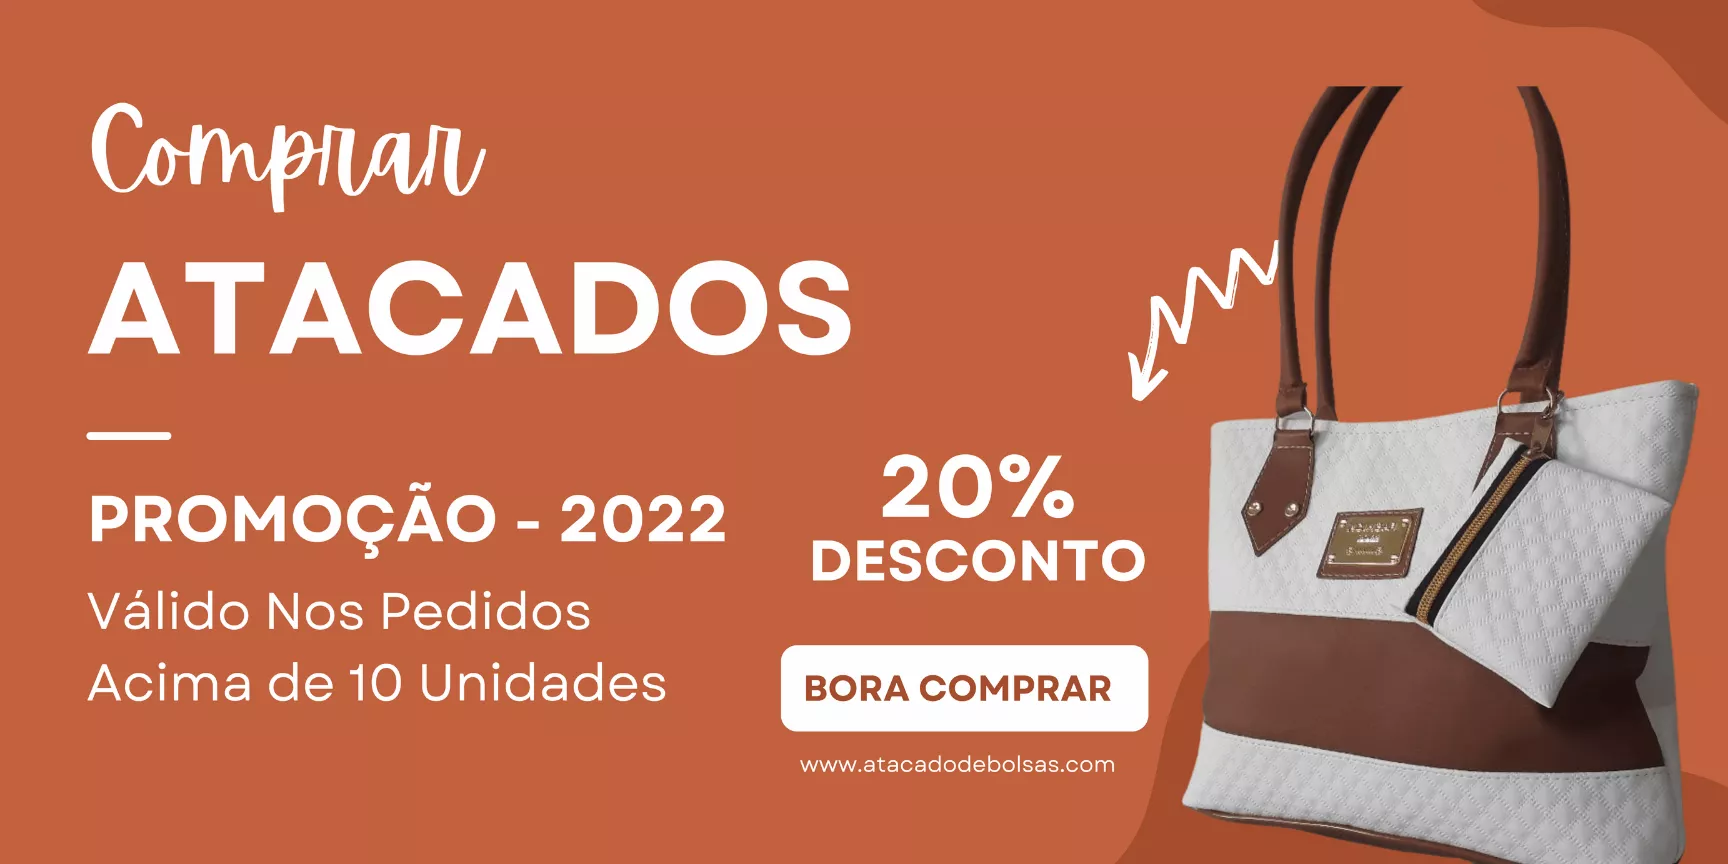 Comprar
ATACADOS
PROMOÇÃO - 2022
Válido Nos Pedidos
Acima de 10 Unidades
20%
DESCONTO
BORA COMPRAR
www.atacadodebolsas.com